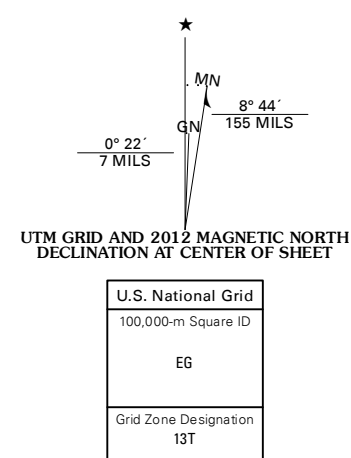 MN
8° 44´
155 MILS
GN
0° 22´
7 MILS
UTM GRID AND 2012 MAGNETIC NORTH
DECLINATION AT CENTER OF SHEET
U.S. National Grid
100,000-m Square ID
EG
Grid Zone Designation
13T